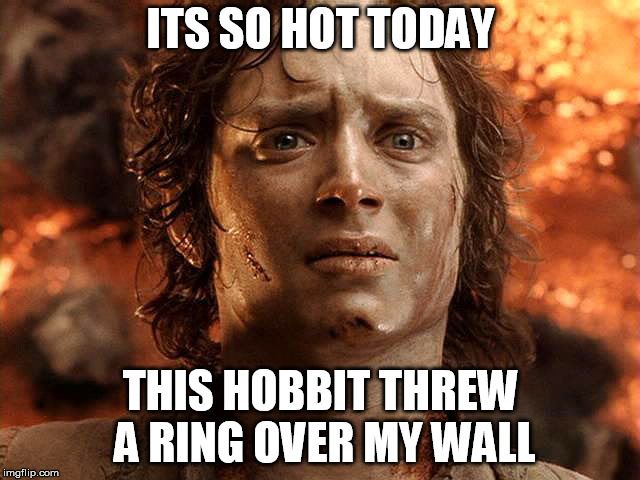 ITS SO HOT TODAY
THIS HOBBIT THREW
A RING OVER MY WALL
imgflip.com